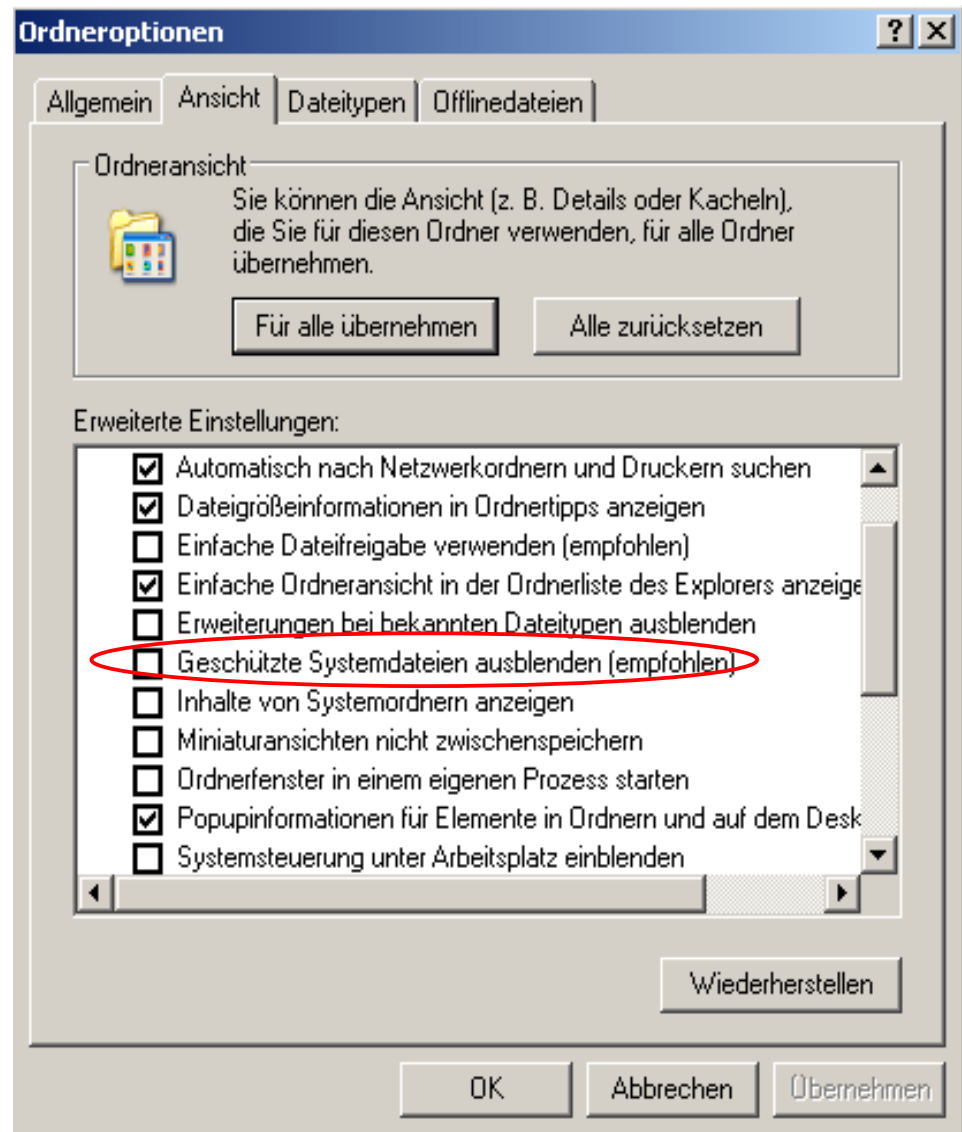 Ordneroptionen
Allgemein Ansicht Dateitypen Offlinedateien
Ordneransicht
Sie können die Ansicht (z. B. Details oder Kacheln),
die Sie für diesen Ordner verwenden, für alle Ordner
übernehmen.
Für alle übernehmen Alle zurücksetzen
Erweiterte Einstellungen:
Automatisch nach Netzwerkordnern und Druckern suchen
Dateigrößeinformationen in Ordnertipps anzeigen
Einfache Dateifreigabe verwenden (empfohlen)
Einfache Ordneransicht in der Ordnerliste des Explorers anzeige
Erweiterungen bei bekannten Dateitypen ausblenden
Geschützte Systemdateien ausblenden (empfohlen)
Inhalte von Systemordnern anzeigen
Miniaturansichten nicht zwischenspeichern
Ordnerfenster in einem eigenen Prozess starten
Popupinformationen für Elemente in Ordnern und auf dem Desk
Systemsteuerung unter Arbeitsplatz einblenden
Wiederherstellen
OK Abbrechen Übernehmen